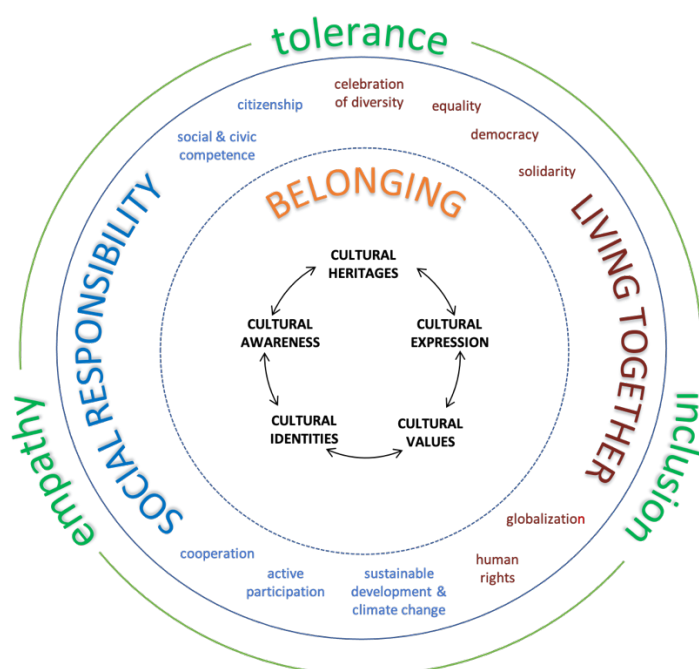 tolerance
celebration
of diversity
citizenship
equality
social & civic
competence
democracy
solidarity
BELONGING
SOCIAL RESPONSIBILITY
LIVING TOGETHER
CULTURAL
HERITAGES
CULTURAL
AWARENESS
CULTURAL
EXPRESSION
CULTURAL
IDENTITIES
CULTURAL
VALUES
empathy
inclusion
globalization
cooperation
human
rights
active
participation
sustainable
development &
climate change